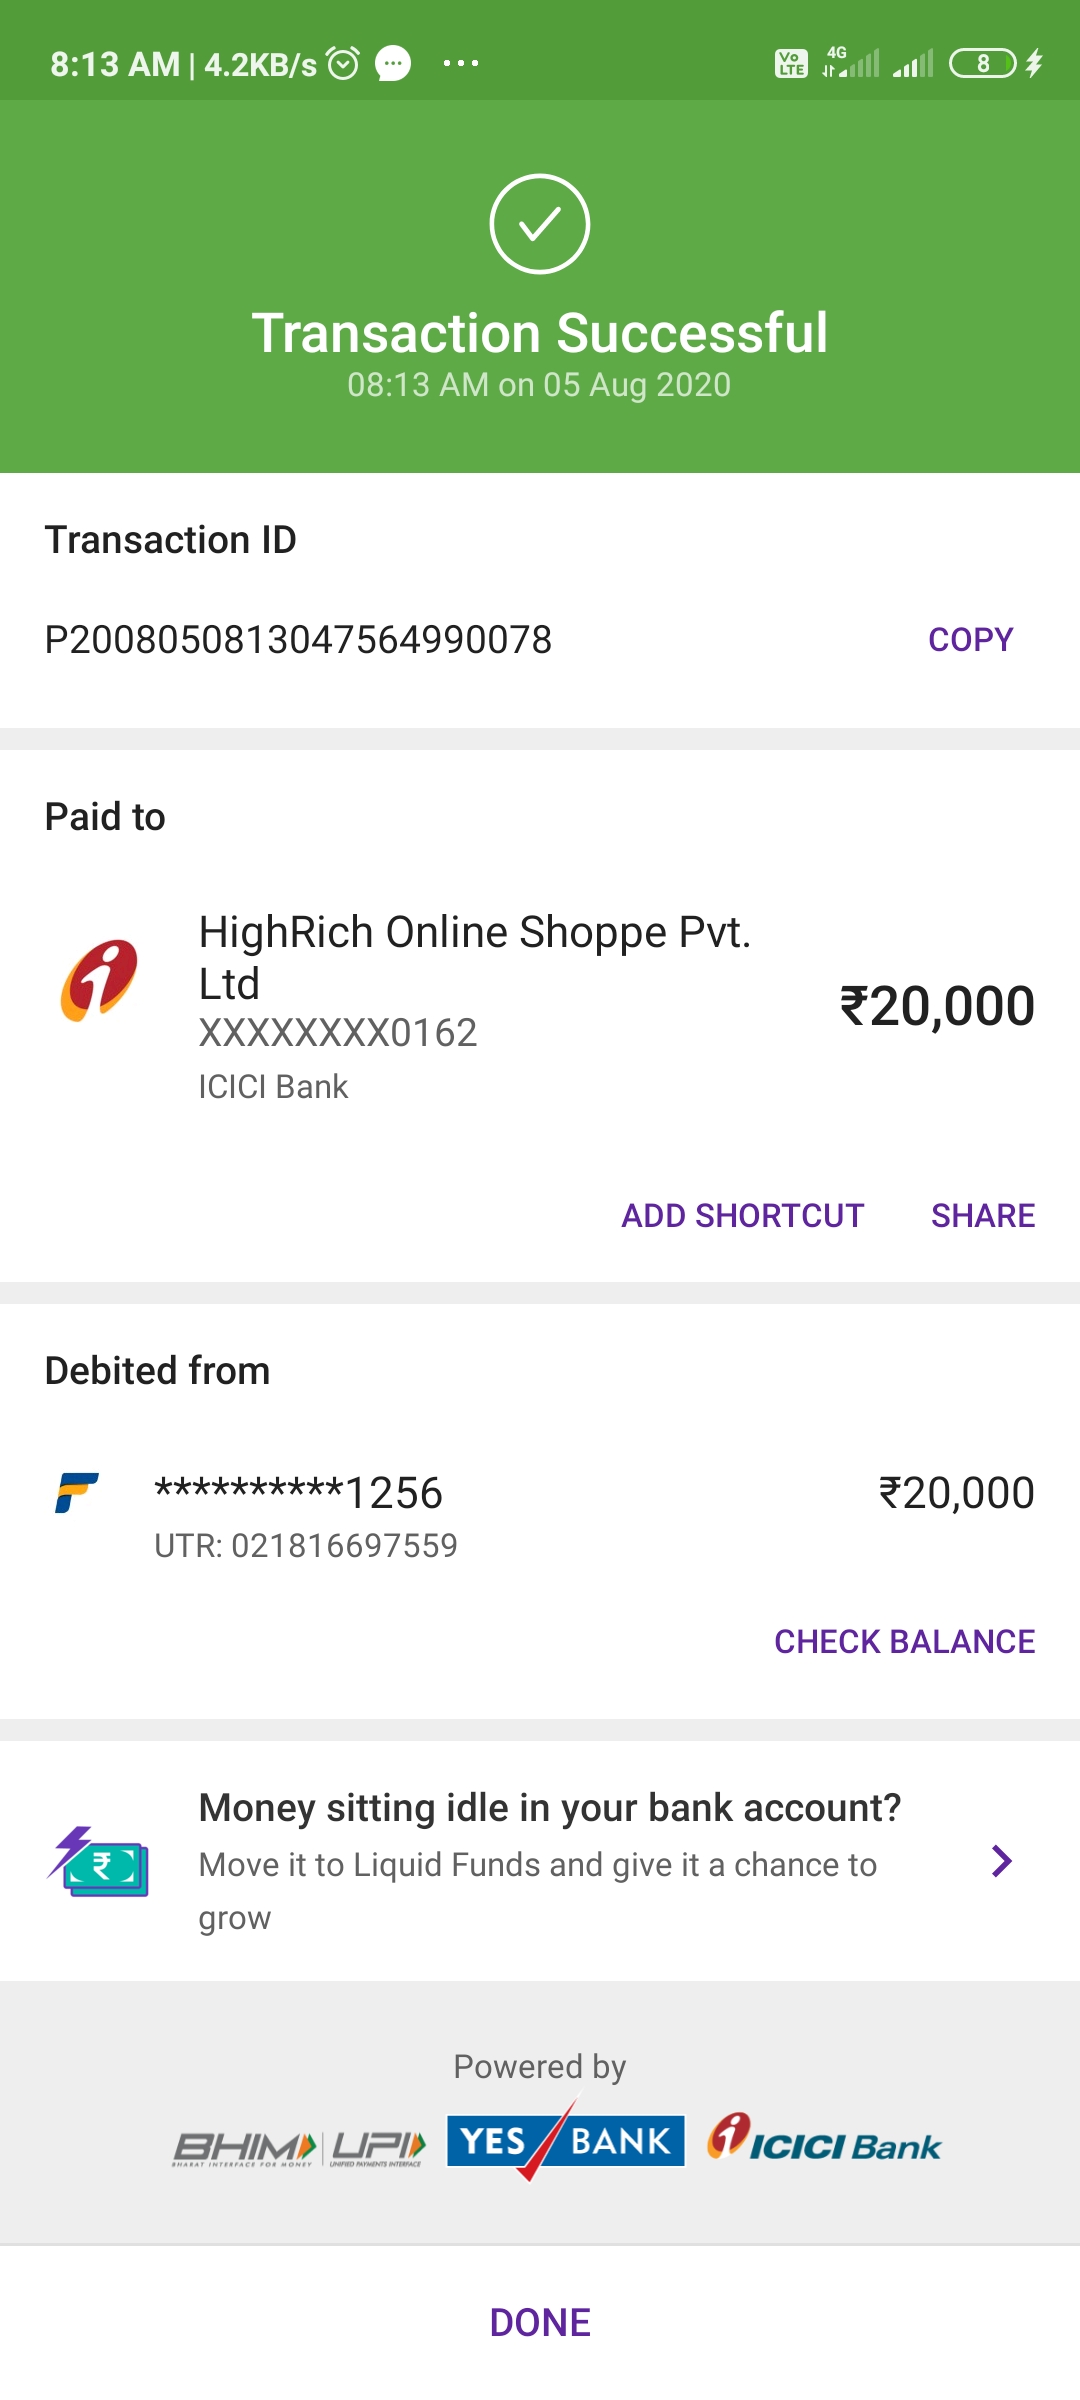 8:13 AM | 4.2KB/s
Vo LTE 4G 8
Transaction Successful
08:13 AM on 05 Aug 2020
Transaction ID
P2008050813047564990078 COPY
Paid to
HighRich Online Shoppe Pvt.
Ltd
₹20,000
XXXXXXXX0162
ICICI Bank
ADD SHORTCUT SHARE
Debited from
**********1256 ₹20,000
UTR: 021816697559
CHECK BALANCE
Money sitting idle in your bank account?
Move it to Liquid Funds and give it a chance to
grow
Powered by
BHIM UPI YES BANK ICICI Bank
BHARAT INTERFACE FOR MONEY UNIFIED PAYMENTS INTERFACE
DONE